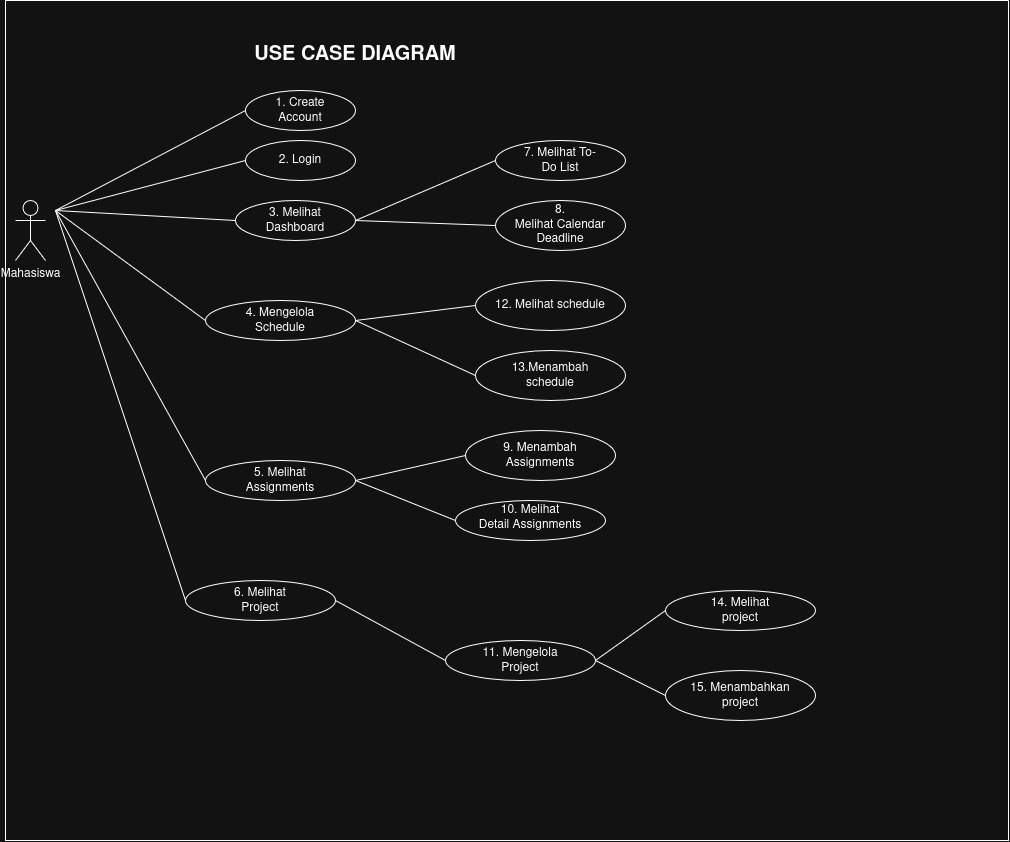 USE CASE DIAGRAM
1. Create
Account
2. Login
3. Melihat
Dashboard
7. Melihat To-
Do List
8.
Melihat Calendar
Deadline
Mahasiswa
4. Mengelola
Schedule
12. Melihat schedule
13.Menambah
schedule
5. Melihat
Assignments
9. Menambah
Assignments
10. Melihat
Detail Assignments
6. Melihat
Project
11. Mengelola
Project
14. Melihat
project
15. Menambahkan
project